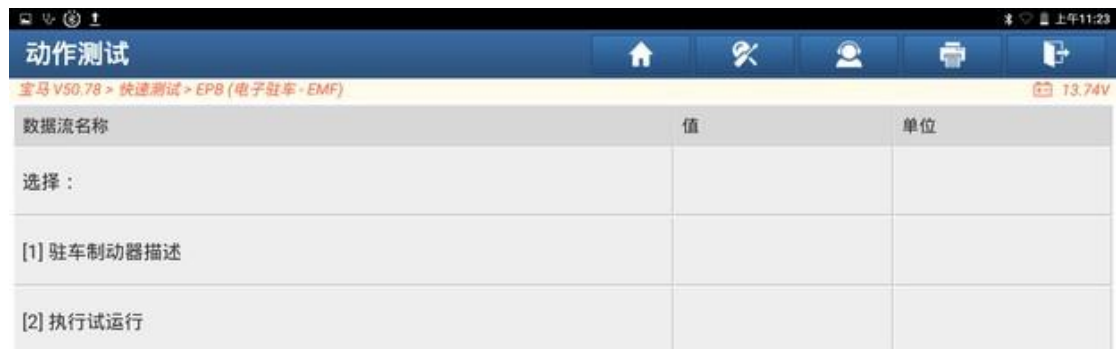 上午11:23
动作测试
宝马 V50.78 > 快速测试 > EPB (电子驻车 - EMF) 13.74V
数据流名称 值 单位
选择：
[1] 驻车制动器描述
[2] 执行试运行